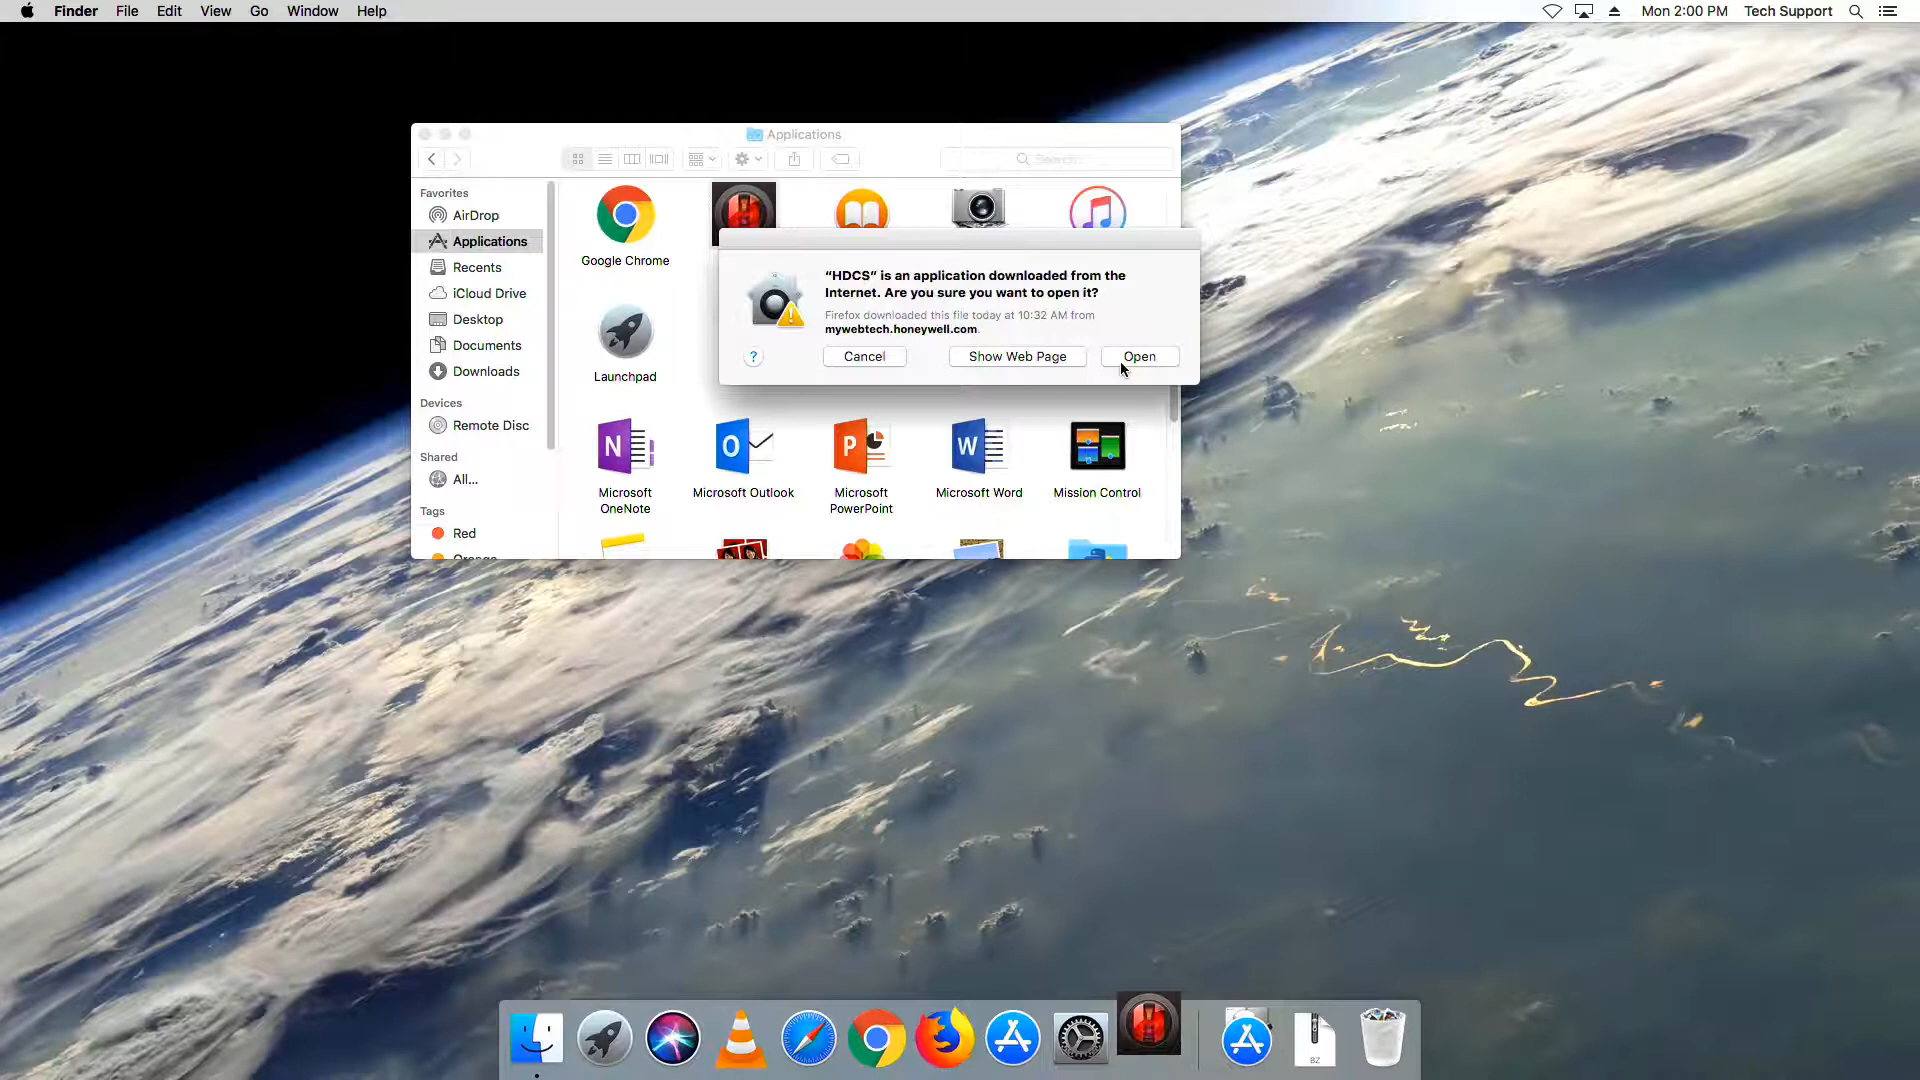 Finder File Edit View Go Window Help Mon 2:00 PM Tech Support
Applications
Search
Favorites
AirDrop
Applications
Recents
iCloud Drive
Desktop
Documents
Downloads
Devices
Remote Disc
Shared
All...
Tags
Red
Orange
Google Chrome
Launchpad
“HDCS” is an application downloaded from the
Internet. Are you sure you want to open it?
Firefox downloaded this file today at 10:32 AM from
mywebtech.honeywell.com.
? Cancel Show Web Page Open
Microsoft
OneNote
Microsoft Outlook
Microsoft
PowerPoint
Microsoft Word
Mission Control
BZ